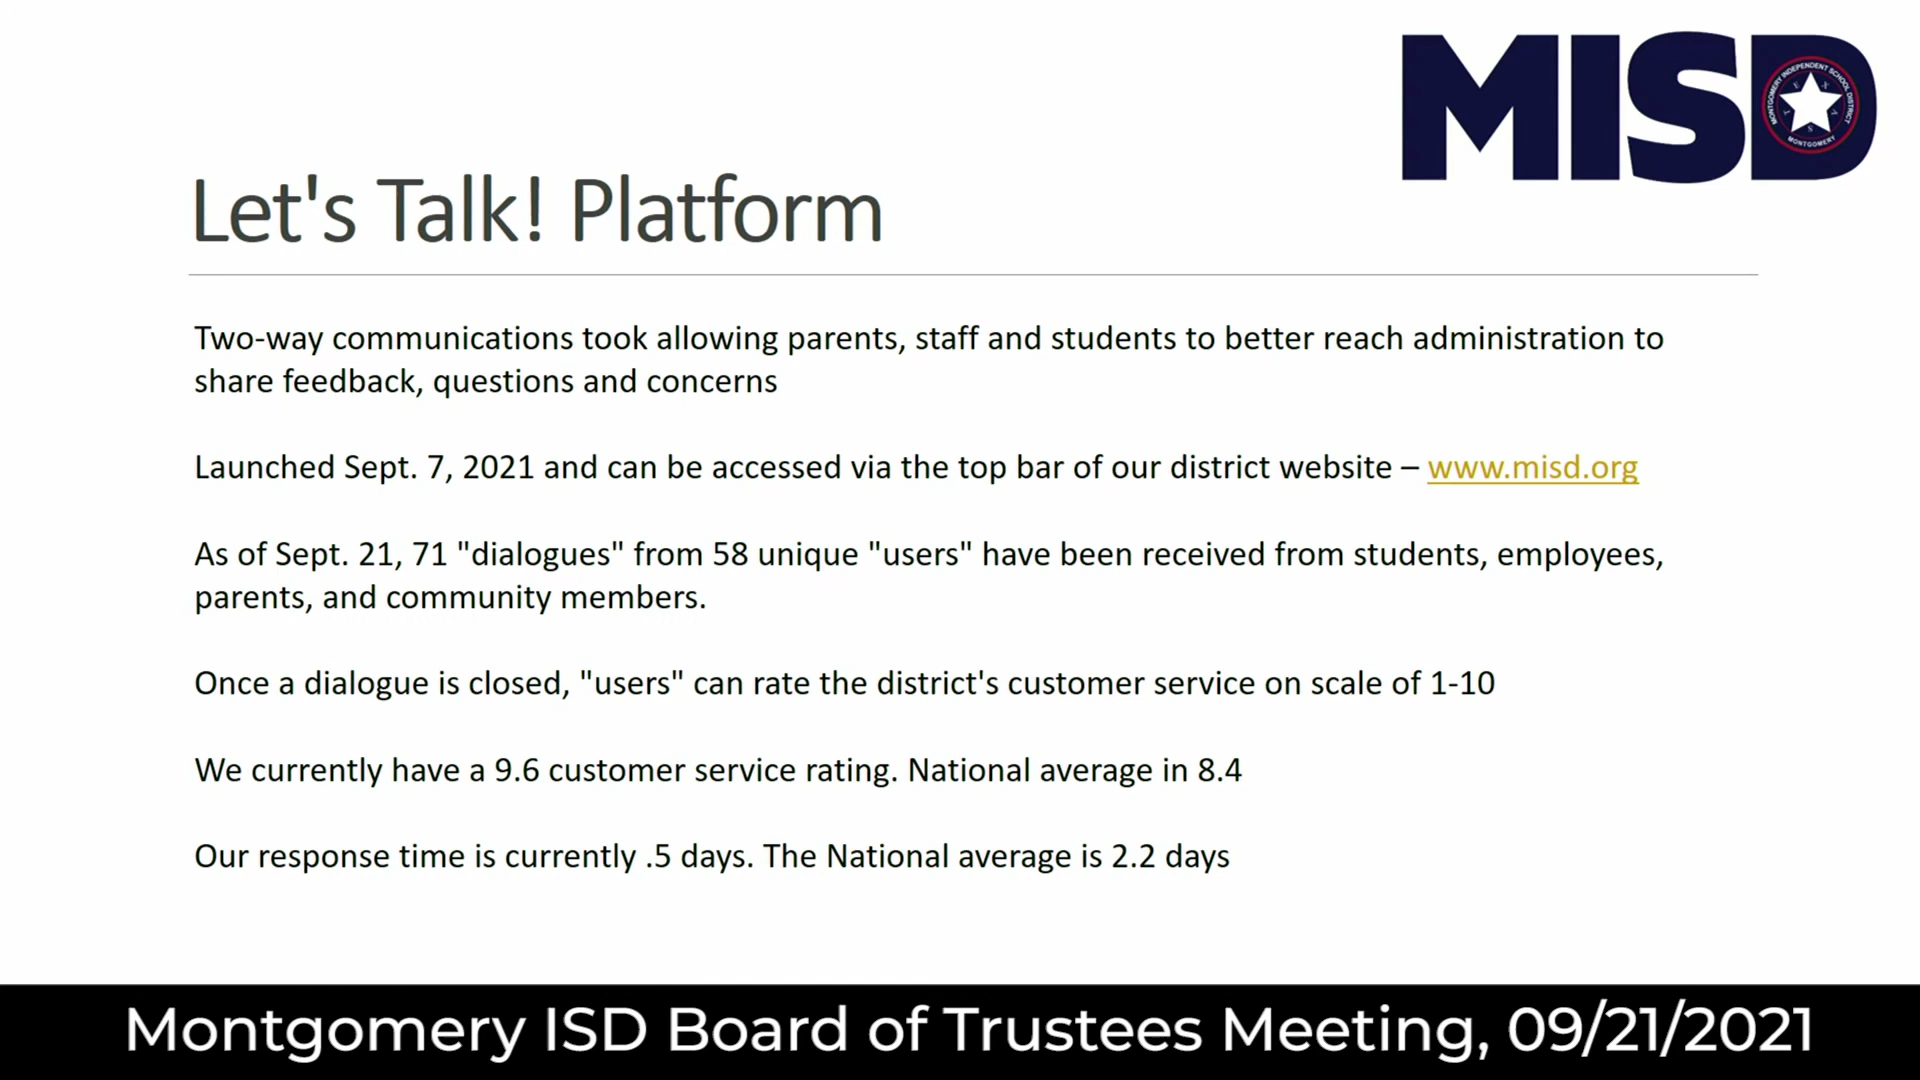 MISD
MONTGOMERY INDEPENDENT SCHOOL DISTRICT
TEXAS
MONTGOMERY
Let's Talk! Platform
Two-way communications took allowing parents, staff and students to better reach administration to
share feedback, questions and concerns
Launched Sept. 7, 2021 and can be accessed via the top bar of our district website – www.misd.org
As of Sept. 21, 71 "dialogues" from 58 unique "users" have been received from students, employees,
parents, and community members.
Once a dialogue is closed, "users" can rate the district's customer service on scale of 1-10
We currently have a 9.6 customer service rating. National average in 8.4
Our response time is currently .5 days. The National average is 2.2 days
Montgomery ISD Board of Trustees Meeting, 09/21/2021